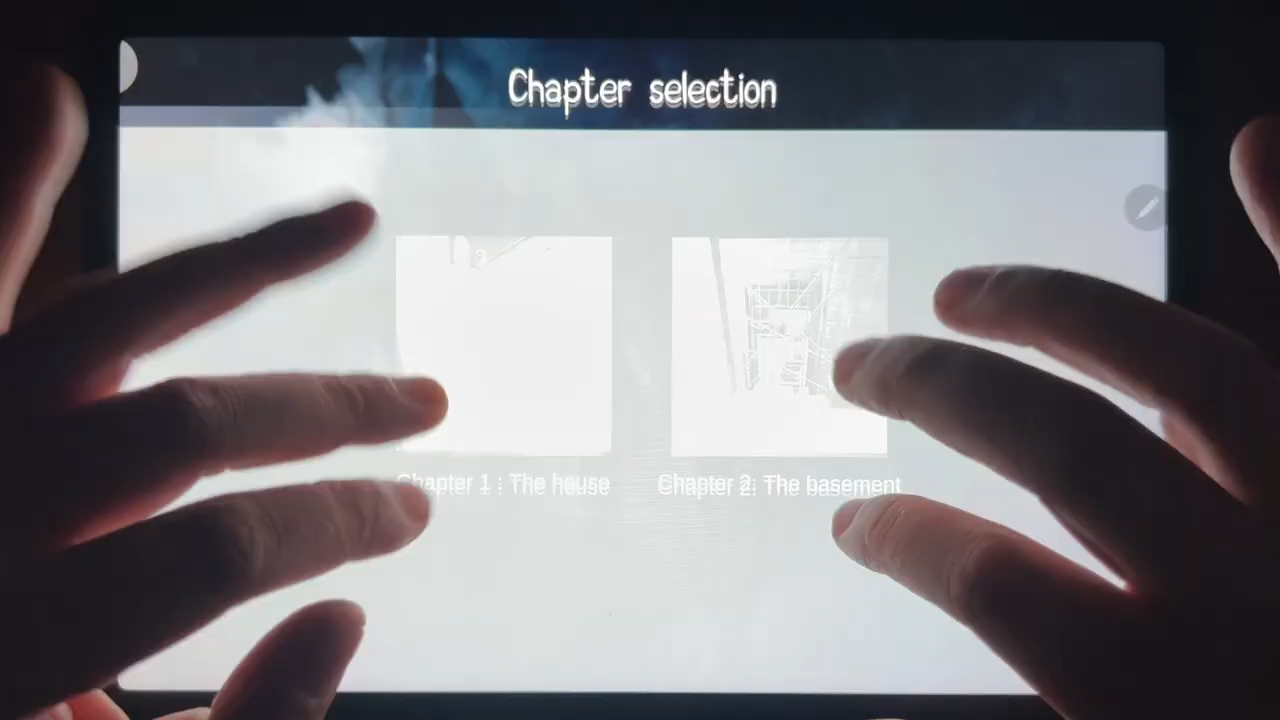 Chapter selection
Chapter 1 : The house
Chapter 2: The basement